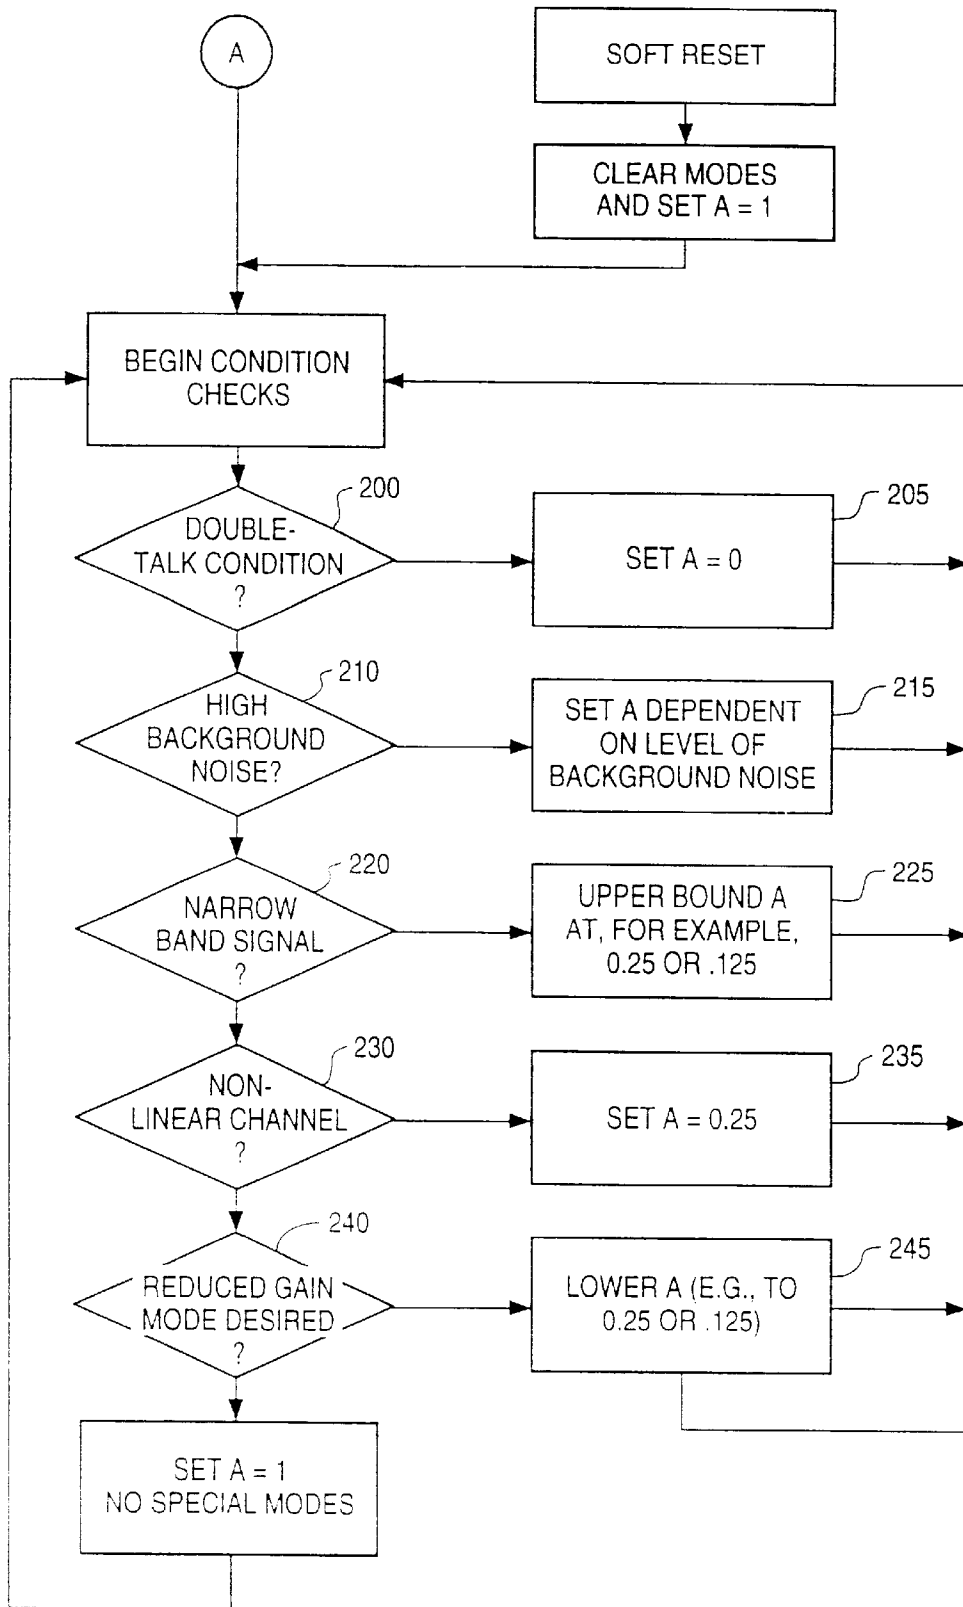 A
SOFT RESET
CLEAR MODES
AND SET A = 1
BEGIN CONDITION
CHECKS
200
DOUBLE-
TALK CONDITION
?
205
SET A = 0
210
HIGH
BACKGROUND
NOISE?
215
SET A DEPENDENT
ON LEVEL OF
BACKGROUND NOISE
220
NARROW
BAND SIGNAL
?
225
UPPER BOUND A
AT, FOR EXAMPLE,
0.25 OR .125
230
NON-
LINEAR CHANNEL
?
235
SET A = 0.25
240
REDUCED GAIN
MODE DESIRED
?
245
LOWER A (E.G., TO
0.25 OR .125)
SET A = 1
NO SPECIAL MODES